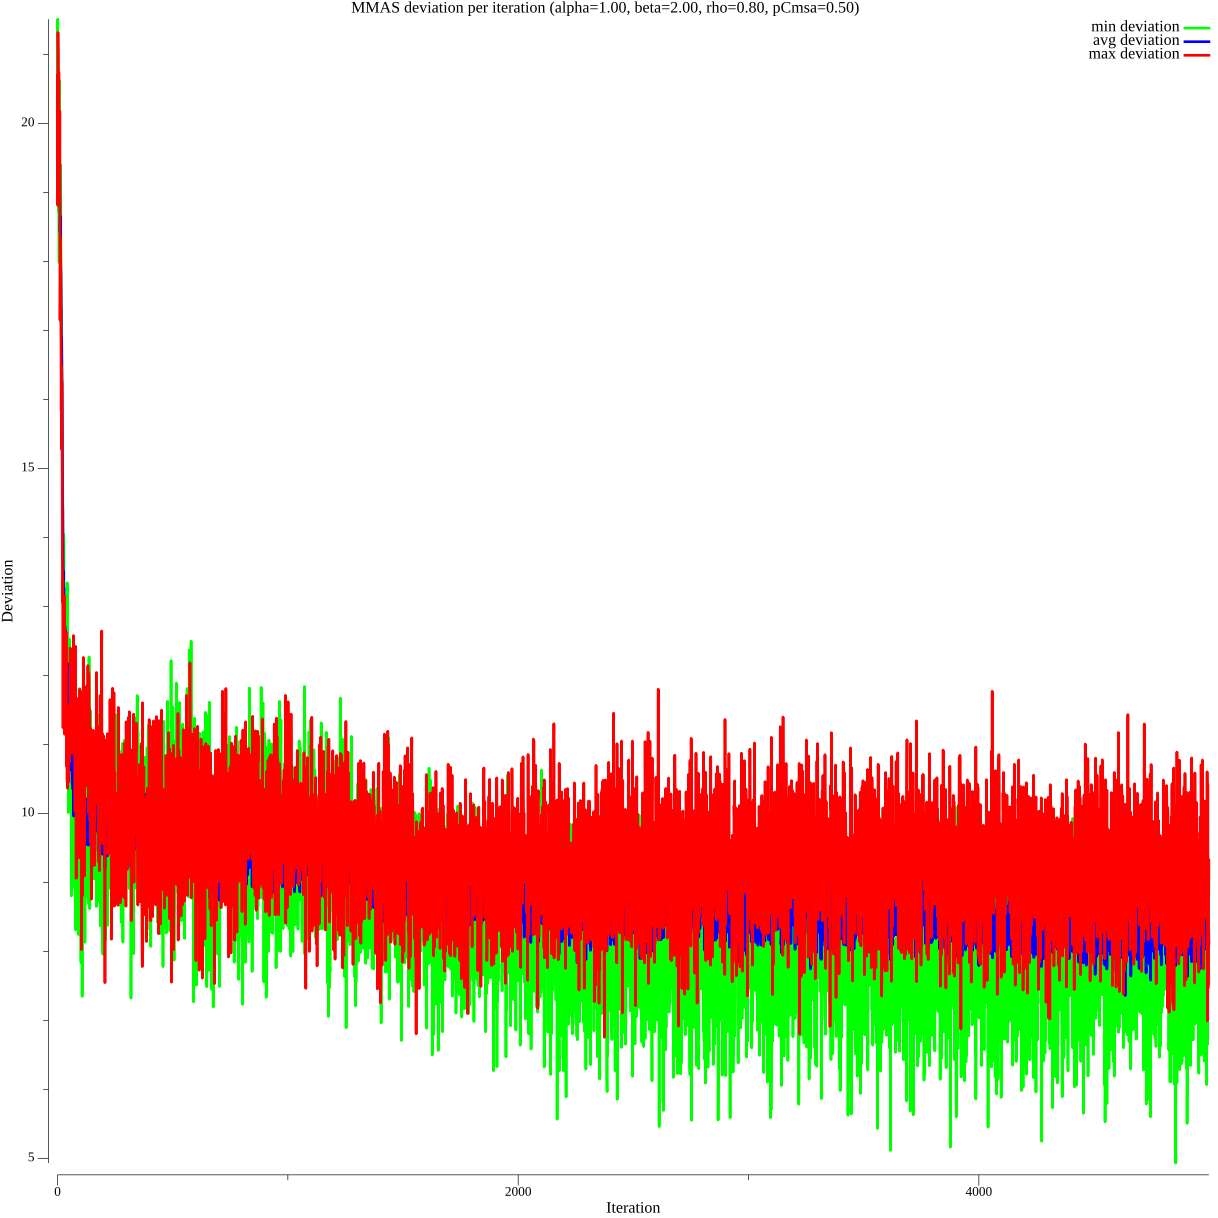 MMAS deviation per iteration (alpha=1.00, beta=2.00, rho=0.80, pCmsa=0.50)
min deviation
avg deviation
max deviation
20
15
10
5
Deviation
0
2000
4000
Iteration